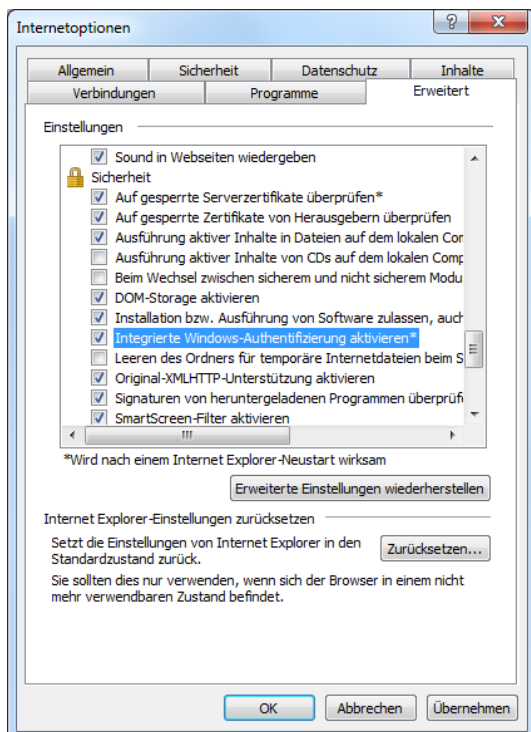 Internetoptionen
Allgemein Sicherheit Datenschutz Inhalte
Verbindungen Programme Erweitert
Einstellungen
Sound in Webseiten wiedergeben
Sicherheit
Auf gesperrte Serverzertifikate überprüfen*
Auf gesperrte Zertifikate von Herausgebern überprüfen
Ausführung aktiver Inhalte in Dateien auf dem lokalen Con
Ausführung aktiver Inhalte von CDs auf dem lokalen Comp
Beim Wechsel zwischen sicherem und nicht sicherem Modu
DOM-Storage aktivieren
Installation bzw. Ausführung von Software zulassen, auch
Integrierte Windows-Authentifizierung aktivieren*
Leeren des Ordners für temporäre Internetdateien beim S
Original-XMLHTTP-Unterstützung aktivieren
Signaturen von heruntergeladenen Programmen überprüf
SmartScreen-Filter aktivieren
*Wird nach einem Internet Explorer-Neustart wirksam
Erweiterte Einstellungen wiederherstellen
Internet Explorer-Einstellungen zurücksetzen
Setzt die Einstellungen von Internet Explorer in den
Standardzustand zurück.
Zurücksetzen...
Sie sollten dies nur verwenden, wenn sich der Browser in einem nicht
mehr verwendbaren Zustand befindet.
OK Abbrechen Übernehmen